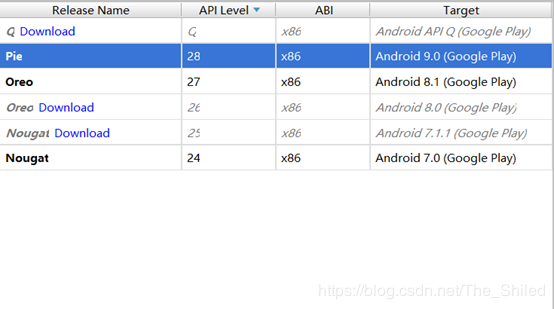 Release Name API Level ABI Target
Q Download Q x86 Android API Q (Google Play)
Pie 28 x86 Android 9.0 (Google Play)
Oreo 27 x86 Android 8.1 (Google Play)
Oreo Download 26 x86 Android 8.0 (Google Play)
Nougat Download 25 x86 Android 7.1.1 (Google Play)
Nougat 24 x86 Android 7.0 (Google Play)
https://blog.csdn.net/The_Shiled